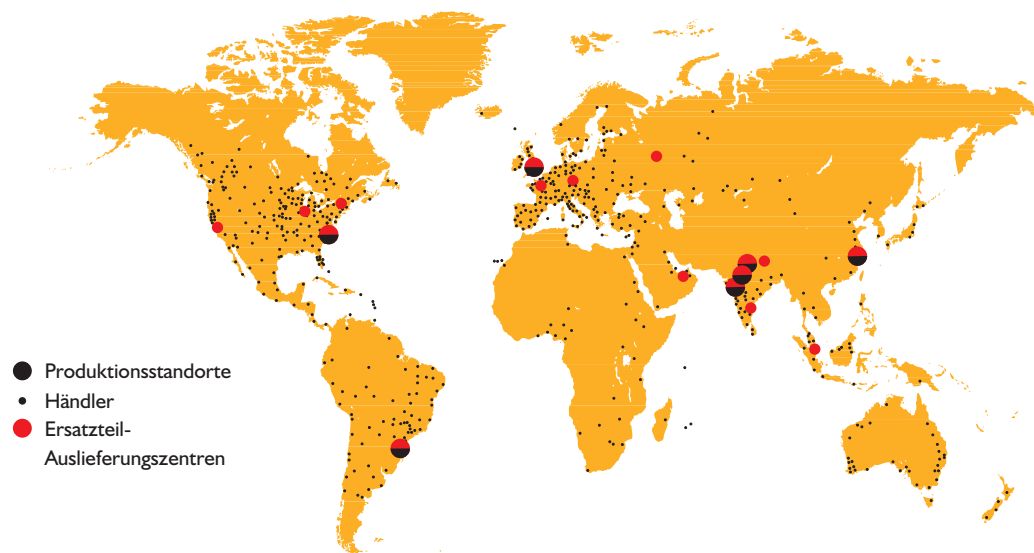 Produktionsstandorte
Händler
Ersatzteil-
Auslieferungszentren